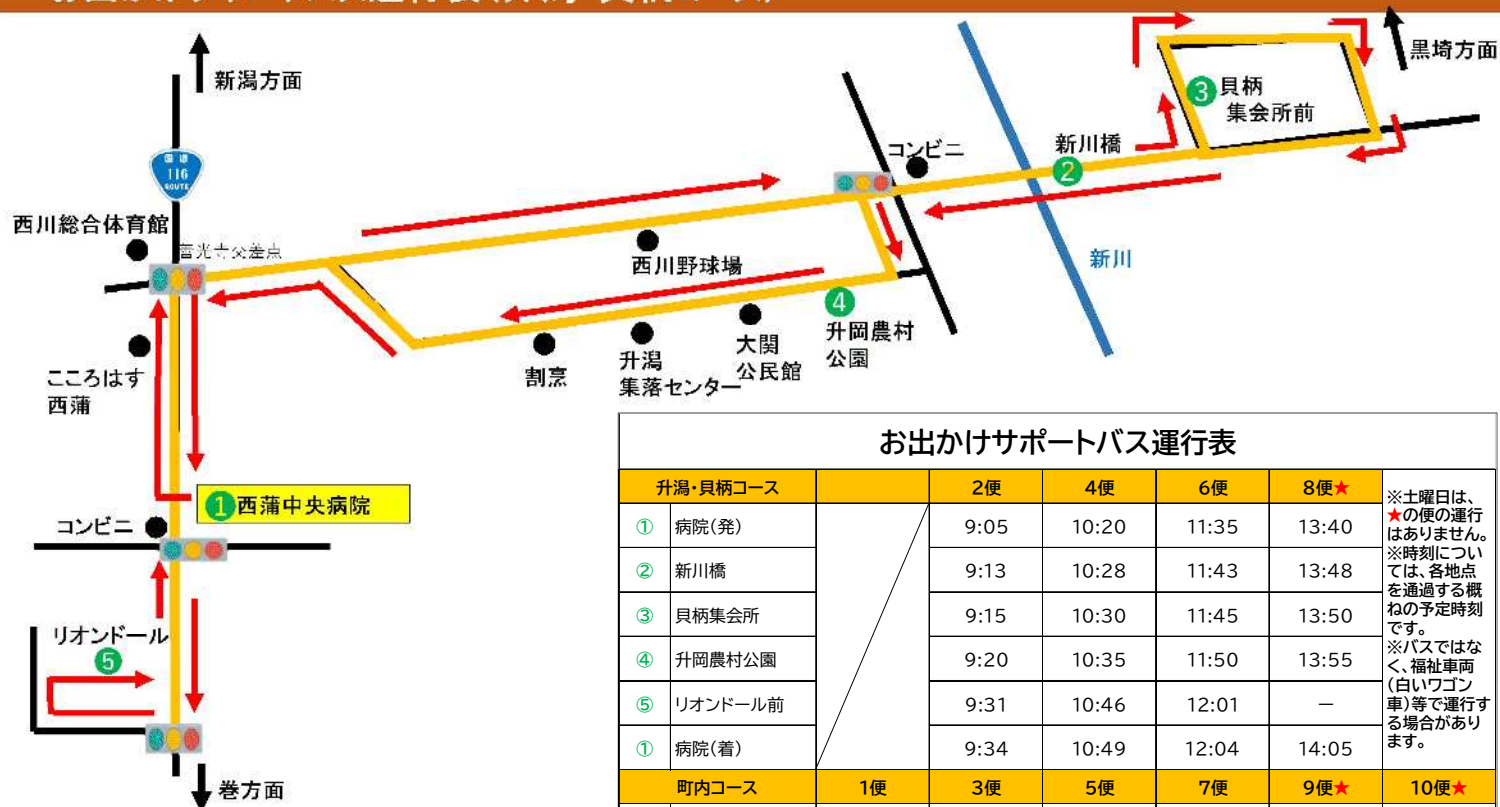 新潟方面
黒埼方面
国道
116
ROUTE
③貝柄
集会所前
コンビニ
新川橋
②
西川総合体育館
善光寺交差点
西川野球場
新川
④
升岡農村
公園
大関
公民館
升潟
集落センター
割烹
こころはす
西蒲
①西蒲中央病院
コンビニ
リオンドール
⑤
巻方面
お出かけサポートバス運行表
升潟・貝柄コース 2便 4便 6便 8便★
① 病院(発) 9:05 10:20 11:35 13:40
② 新川橋 9:13 10:28 11:43 13:48
③ 貝柄集会所 9:15 10:30 11:45 13:50
④ 升岡農村公園 9:20 10:35 11:50 13:55
⑤ リオンドール前 9:31 10:46 12:01 －
① 病院(着) 9:34 10:49 12:04 14:05
※土曜日は、
★の便の運行
はありません。
※時刻につい
ては、各地点
を通過する概
ねの予定時刻
です。
※バスではな
く、福祉車両
(白いワゴン
車)等で運行す
る場合があり
ます。
町内コース 1便 3便 5便 7便 9便★ 10便★